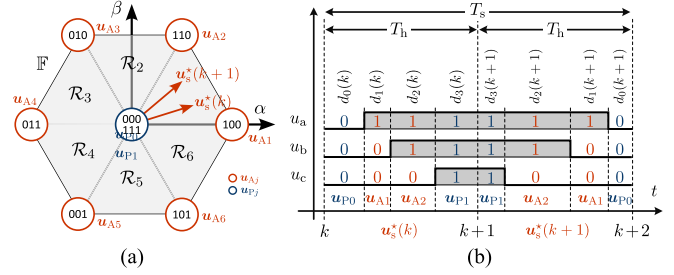 β
𝔽
010
u_A3
110
u_A2
R_2
R_3
u_s*(k+1)
u_s*(k)
α
u_A4
011
000
111
100
u_A1
u_P1
R_4
R_5
R_6
u_Aj
u_Pj
001
u_A5
101
u_A6
(a)
T_s
T_h T_h
d_0(k) d_1(k) d_2(k) d_3(k) d_3(k+1) d_2(k+1) d_1(k+1) d_0(k+1)
u_a 0 1 1 1 1 1 1 0
u_b 0 0 1 1 1 1 0 0
u_c 0 0 0 1 1 0 0 0
u_P0 u_A1 u_A2 u_P1 u_P1 u_A2 u_A1 u_P0 t
k u_s*(k) k+1 u_s*(k+1) k+2
(b)